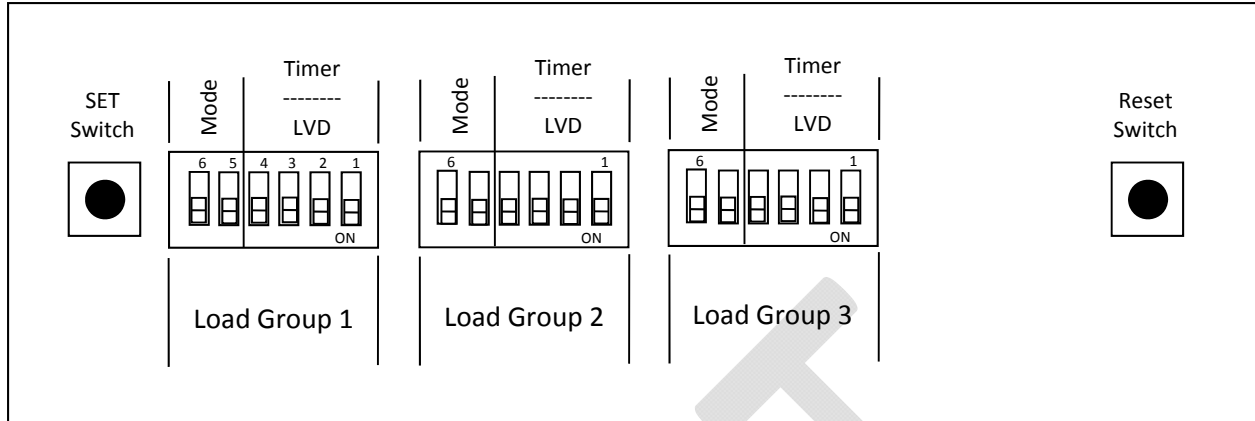 SET
Switch
Mode
Timer
--------
LVD
6 5 4 3 2 1
ON
Load Group 1
Mode
Timer
--------
LVD
6 1
ON
Load Group 2
Mode
Timer
--------
LVD
6 1
ON
Load Group 3
Reset
Switch